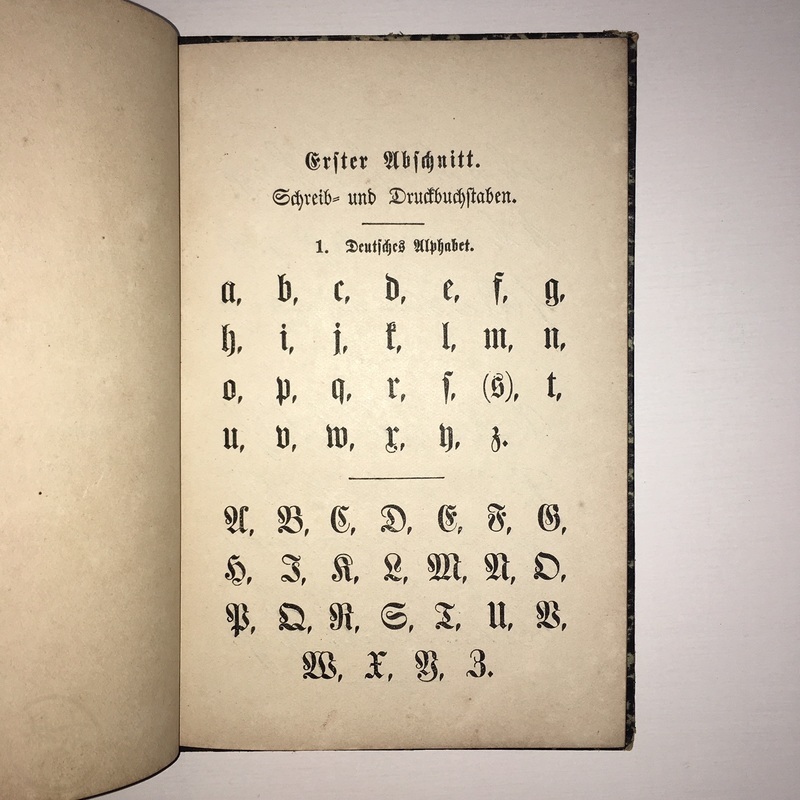 Erſter Abſchnitt.
Schreib⸗ und Druckbuchſtaben.
1. Deutſches Alphabet.
a, b, c, d, e, f, g,
h, i, j, k, l, m, n,
o, p, q, r, ſ, (s), t,
u, v, w, x, y, z.
A, B, C, D, E, F, G,
H, I, K, L, M, N, O,
P, Q, R, S, T, U, V,
W, X, Y, Z.